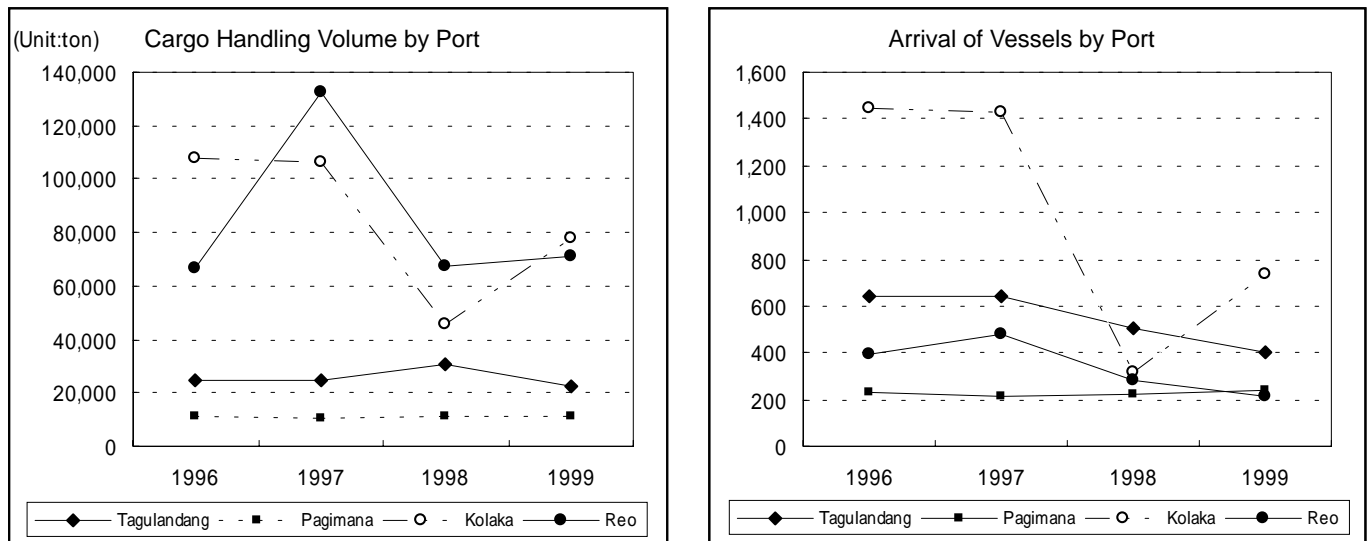 (Unit:ton) Cargo Handling Volume by Port
140,000
120,000
100,000
80,000
60,000
40,000
20,000
0
1996 1997 1998 1999
Tagulandang Pagimana Kolaka Reo
Arrival of Vessels by Port
1,600
1,400
1,200
1,000
800
600
400
200
0
1996 1997 1998 1999
Tagulandang Pagimana Kolaka Reo